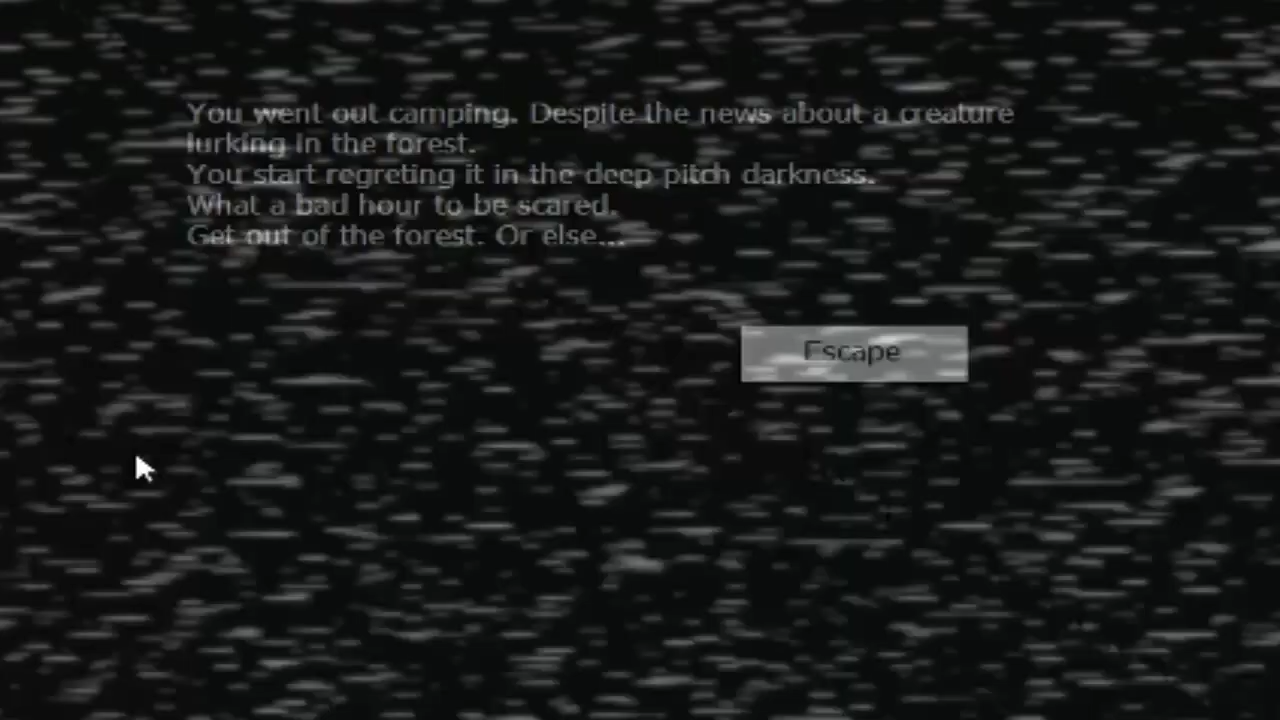 You went out camping. Despite the news about a creature
lurking in the forest.
You start regreting it in the deep pitch darkness.
What a bad hour to be scared.
Get out of the forest. Or else...
Escape